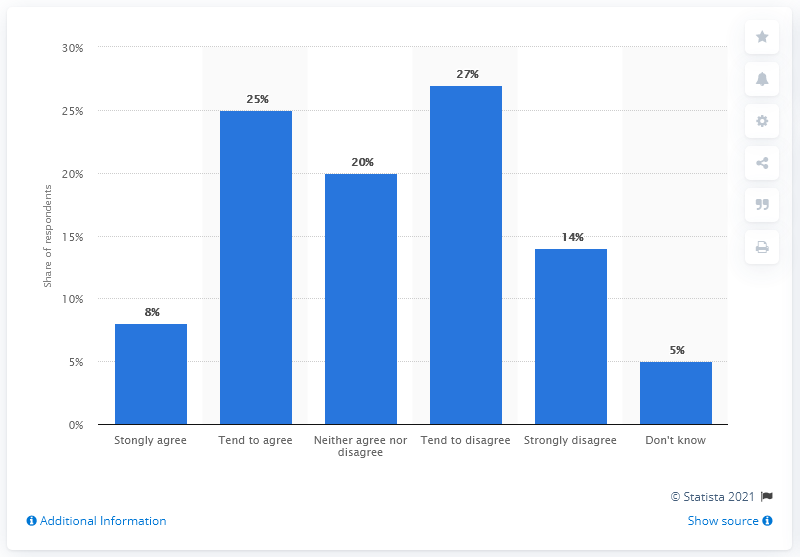 30%
25%
20%
15%
10%
5%
0%
Share of respondents
8%
25%
20%
27%
14%
5%
Stongly agree
Tend to agree
Neither agree nor
disagree
Tend to disagree
Strongly disagree
Don't know
© Statista 2021
Additional Information
Show source